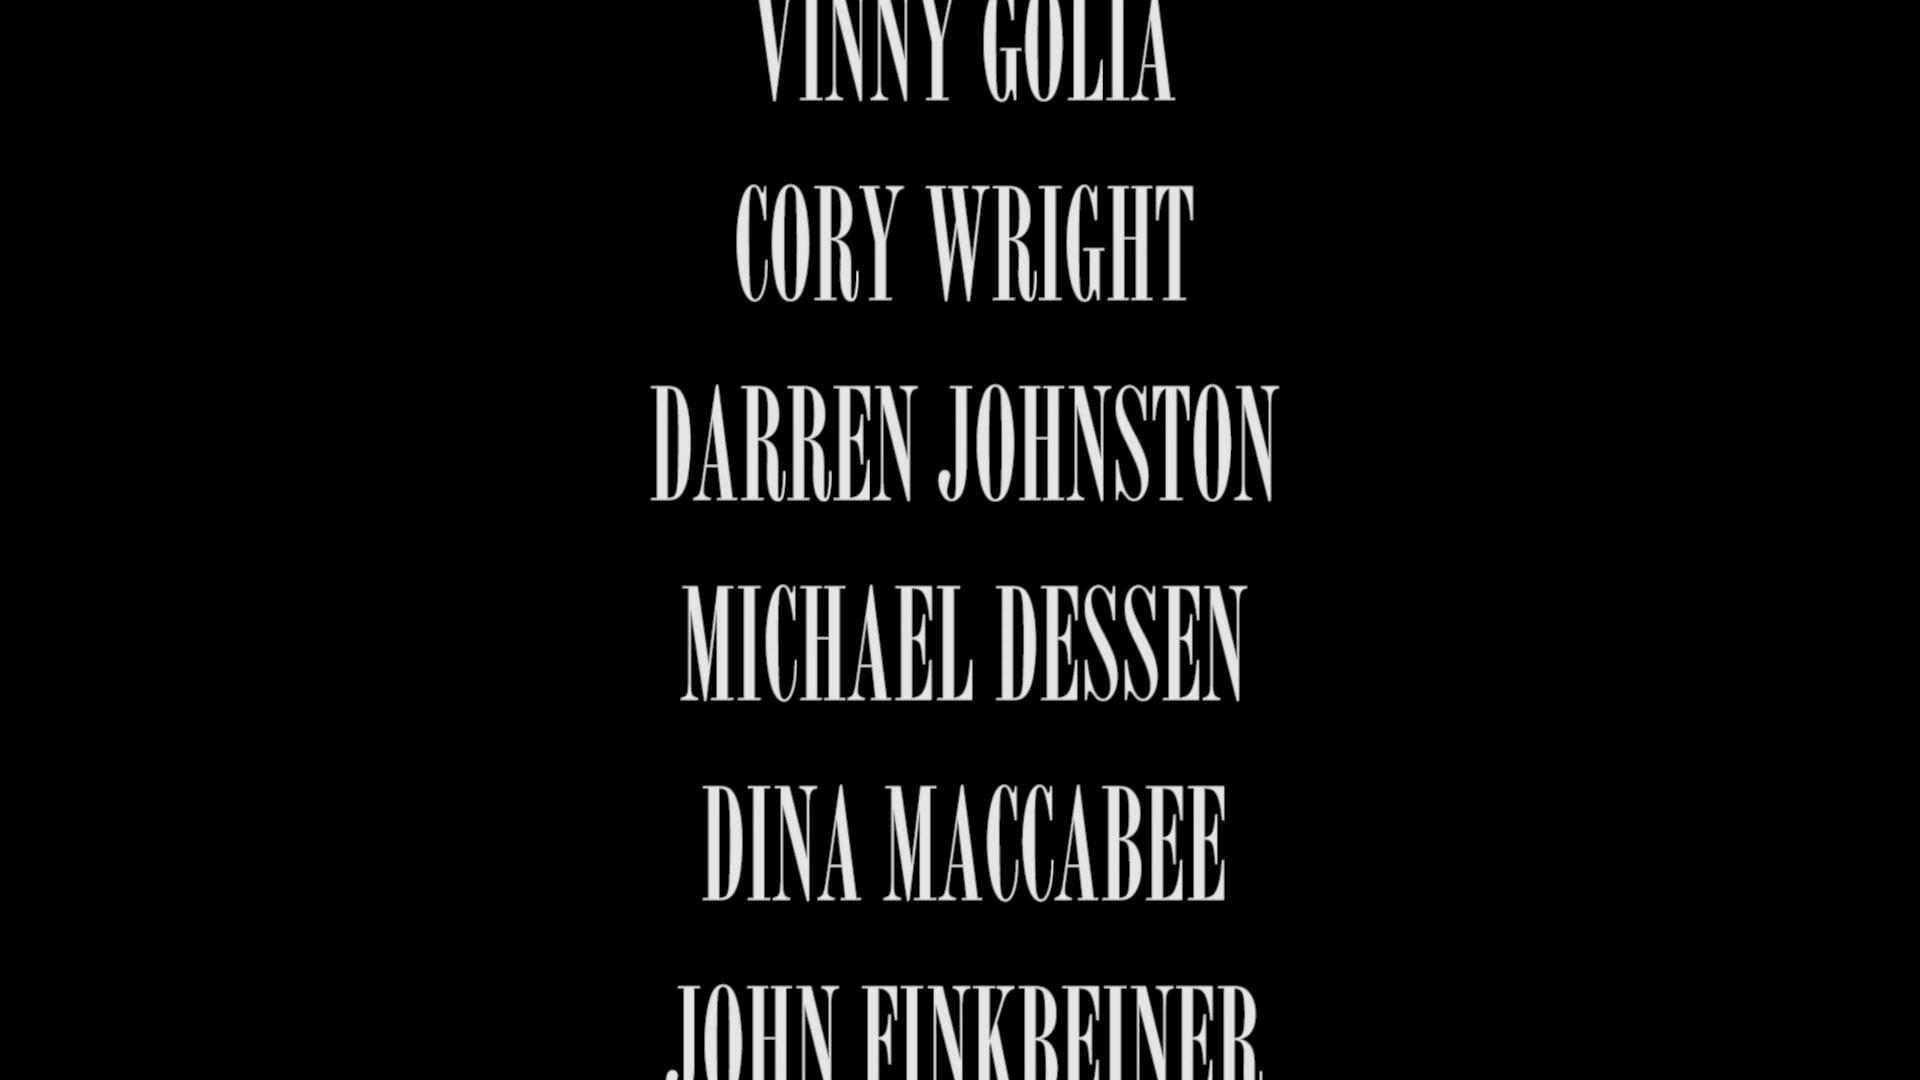 VINNY GOLIA
CORY WRIGHT
DARREN JOHNSTON
MICHAEL DESSEN
DINA MACCABEE
JOHN FINKBEINER